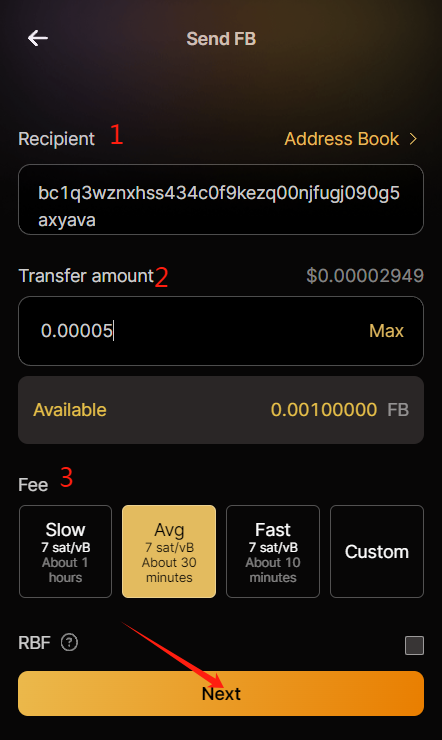 Send FB
Recipient 1 Address Book >
bc1q3wznxhss434c0f9kezq00njfugj090g5
axyava
Transfer amount 2 $0.00002949
0.00005 Max
Available 0.00100000 FB
Fee 3
Slow
7 sat/vB
About 1
hours
Avg
7 sat/vB
About 30
minutes
Fast
7 sat/vB
About 10
minutes
Custom
RBF ?
Next